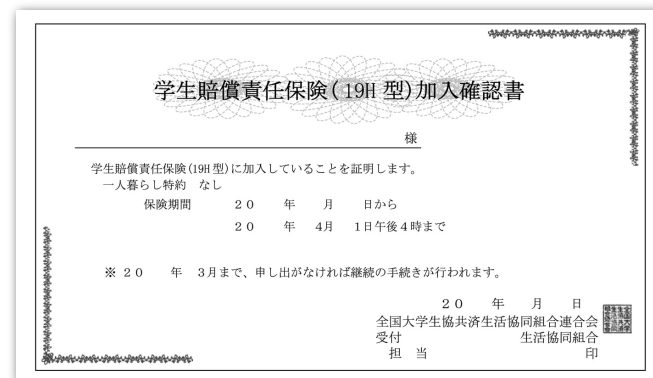 学生賠償責任保険(19H 型)加入確認書
様
学生賠償責任保険(19H 型)に加入していることを証明します。
一人暮らし特約　なし
保険期間　　２０　　年　　月　　日から
２０　　年　４月　１日午後４時まで
※ ２０　　年　３月まで、申し出がなければ継続の手続きが行われます。
２０　　年　　月　　日
全国大学生協共済生活協同組合連合会
受付　　　　　　　　生活協同組合
担　当　　　　　　　　　　　　印